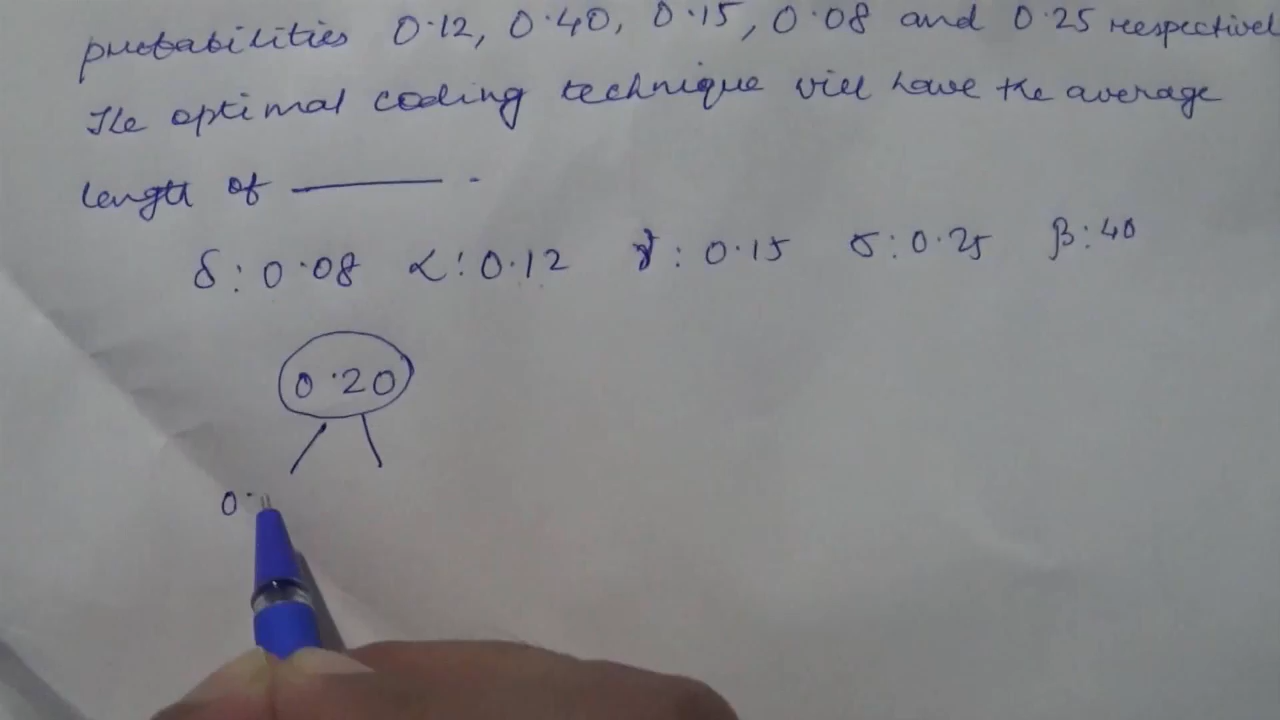 probabilities 0.12, 0.40, 0.15, 0.08 and 0.25 respectivel
The optimal coding technique will have the average
length of ———.
δ: 0.08 α: 0.12 γ: 0.15 σ: 0.25 β: 40
0.20
0.